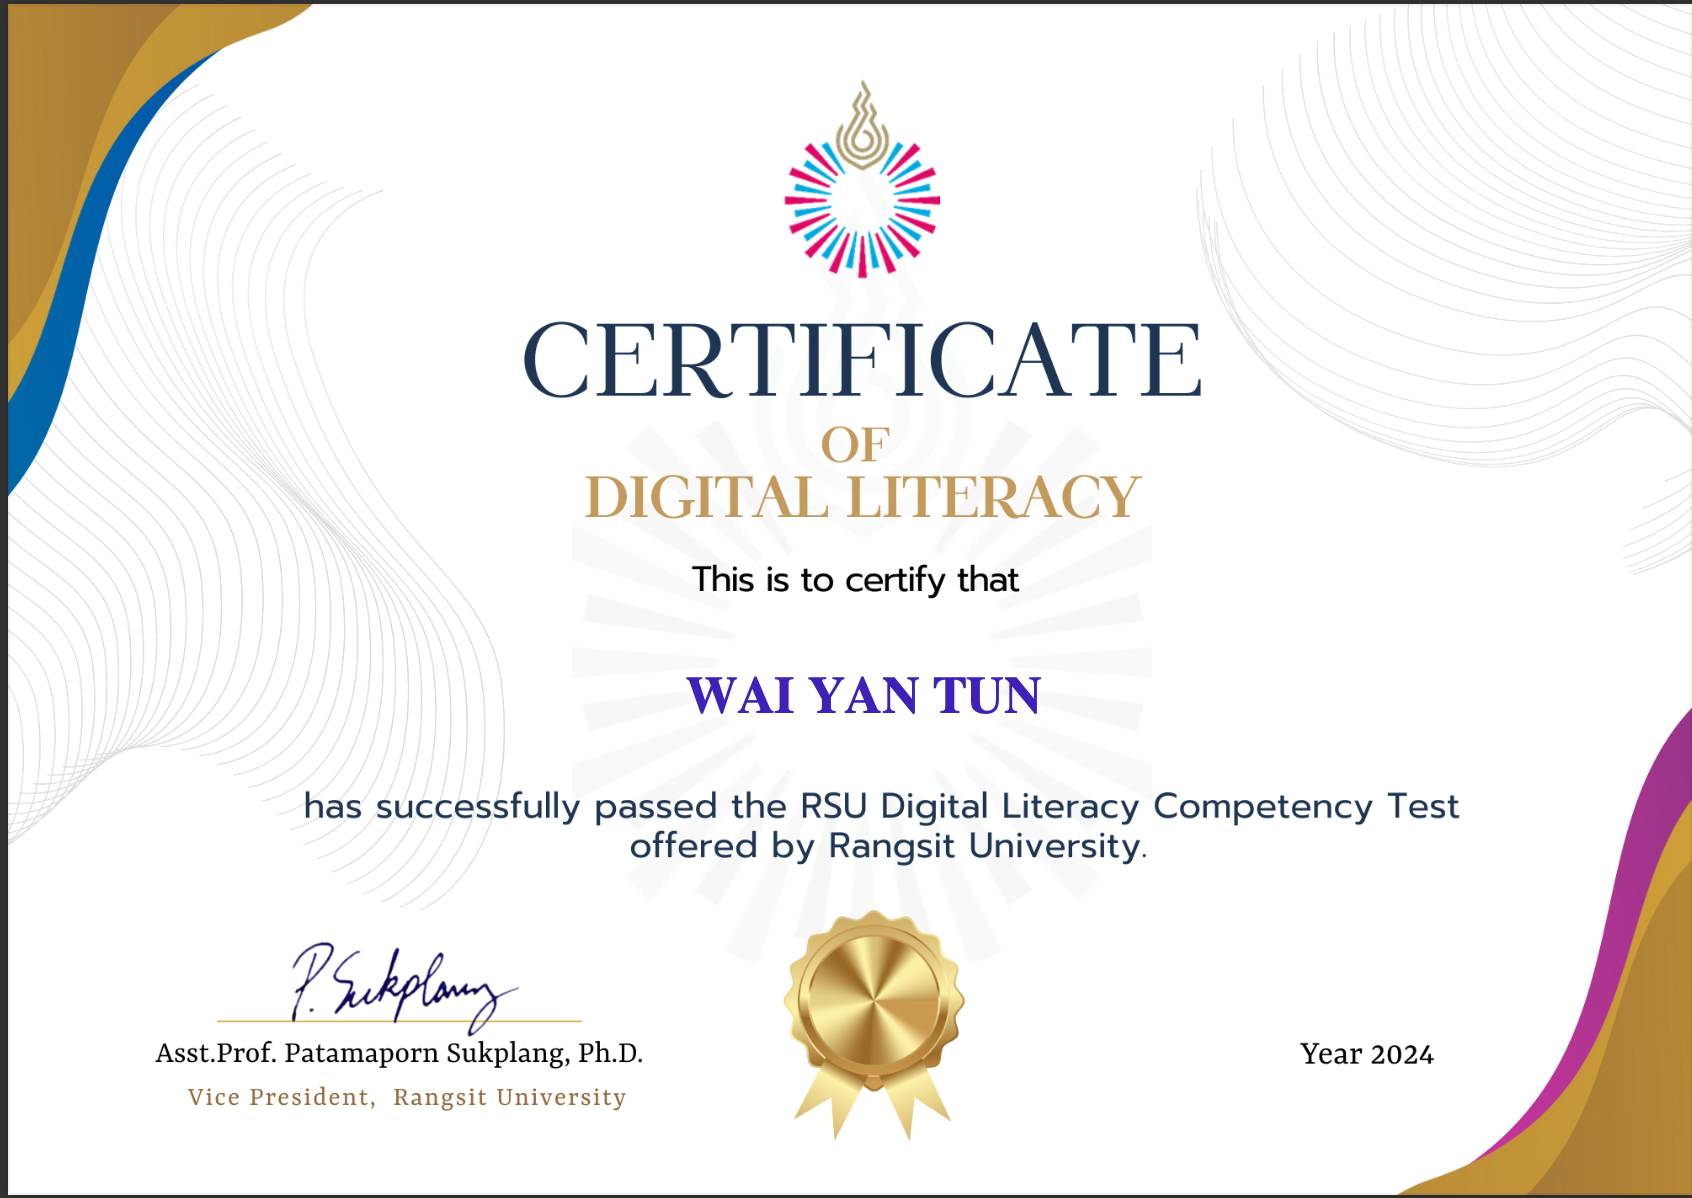 CERTIFICATE
OF
DIGITAL LITERACY
This is to certify that
WAI YAN TUN
has successfully passed the RSU Digital Literacy Competency Test
offered by Rangsit University.
P. Sukplang
Asst.Prof. Patamaporn Sukplang, Ph.D.
Vice President, Rangsit University
Year 2024